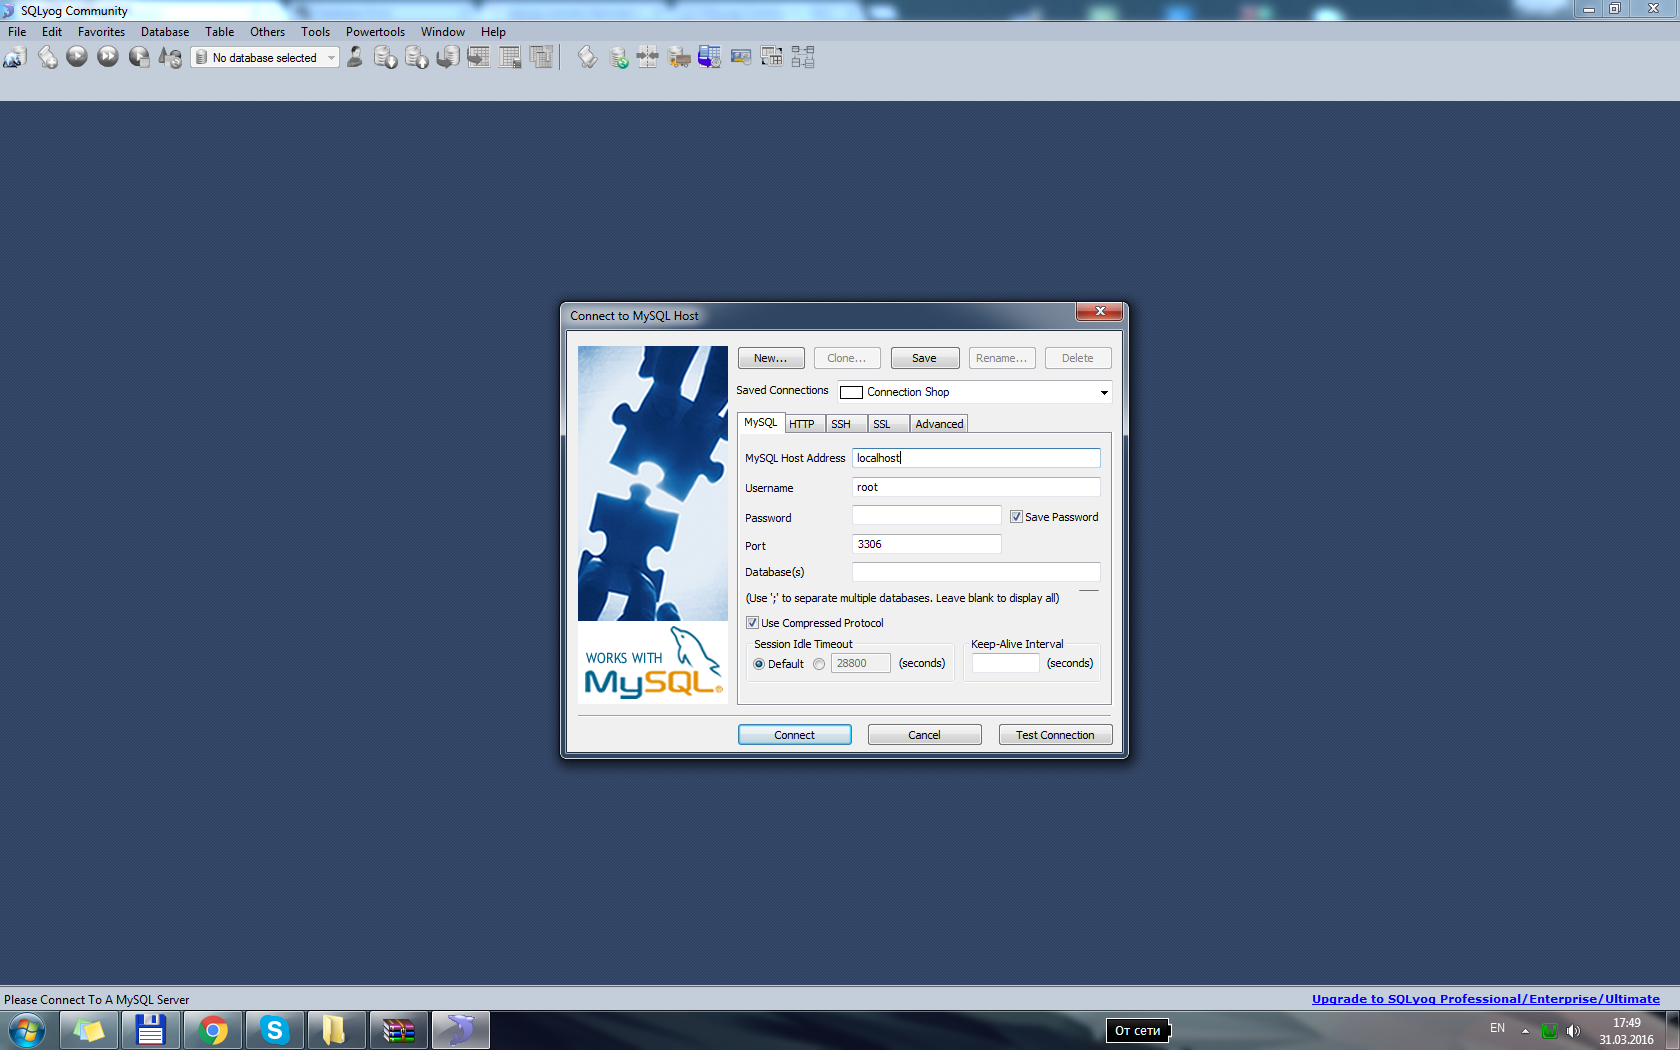 SQLyog Community
File Edit Favorites Database Table Others Tools Powertools Window Help
No database selected
Connect to MySQL Host
New... Clone... Save Rename... Delete
Saved Connections Connection Shop
MySQL HTTP SSH SSL Advanced
MySQL Host Address localhost
Username root
Password Save Password
Port 3306
Database(s)
(Use ';' to separate multiple databases. Leave blank to display all)
Use Compressed Protocol
Session Idle Timeout Keep-Alive Interval
Default 28800 (seconds) (seconds)
WORKS WITH
MySQL®
Connect Cancel Test Connection
Please Connect To A MySQL Server Upgrade to SQLyog Professional/Enterprise/Ultimate
От сети EN 17:49
31.03.2016